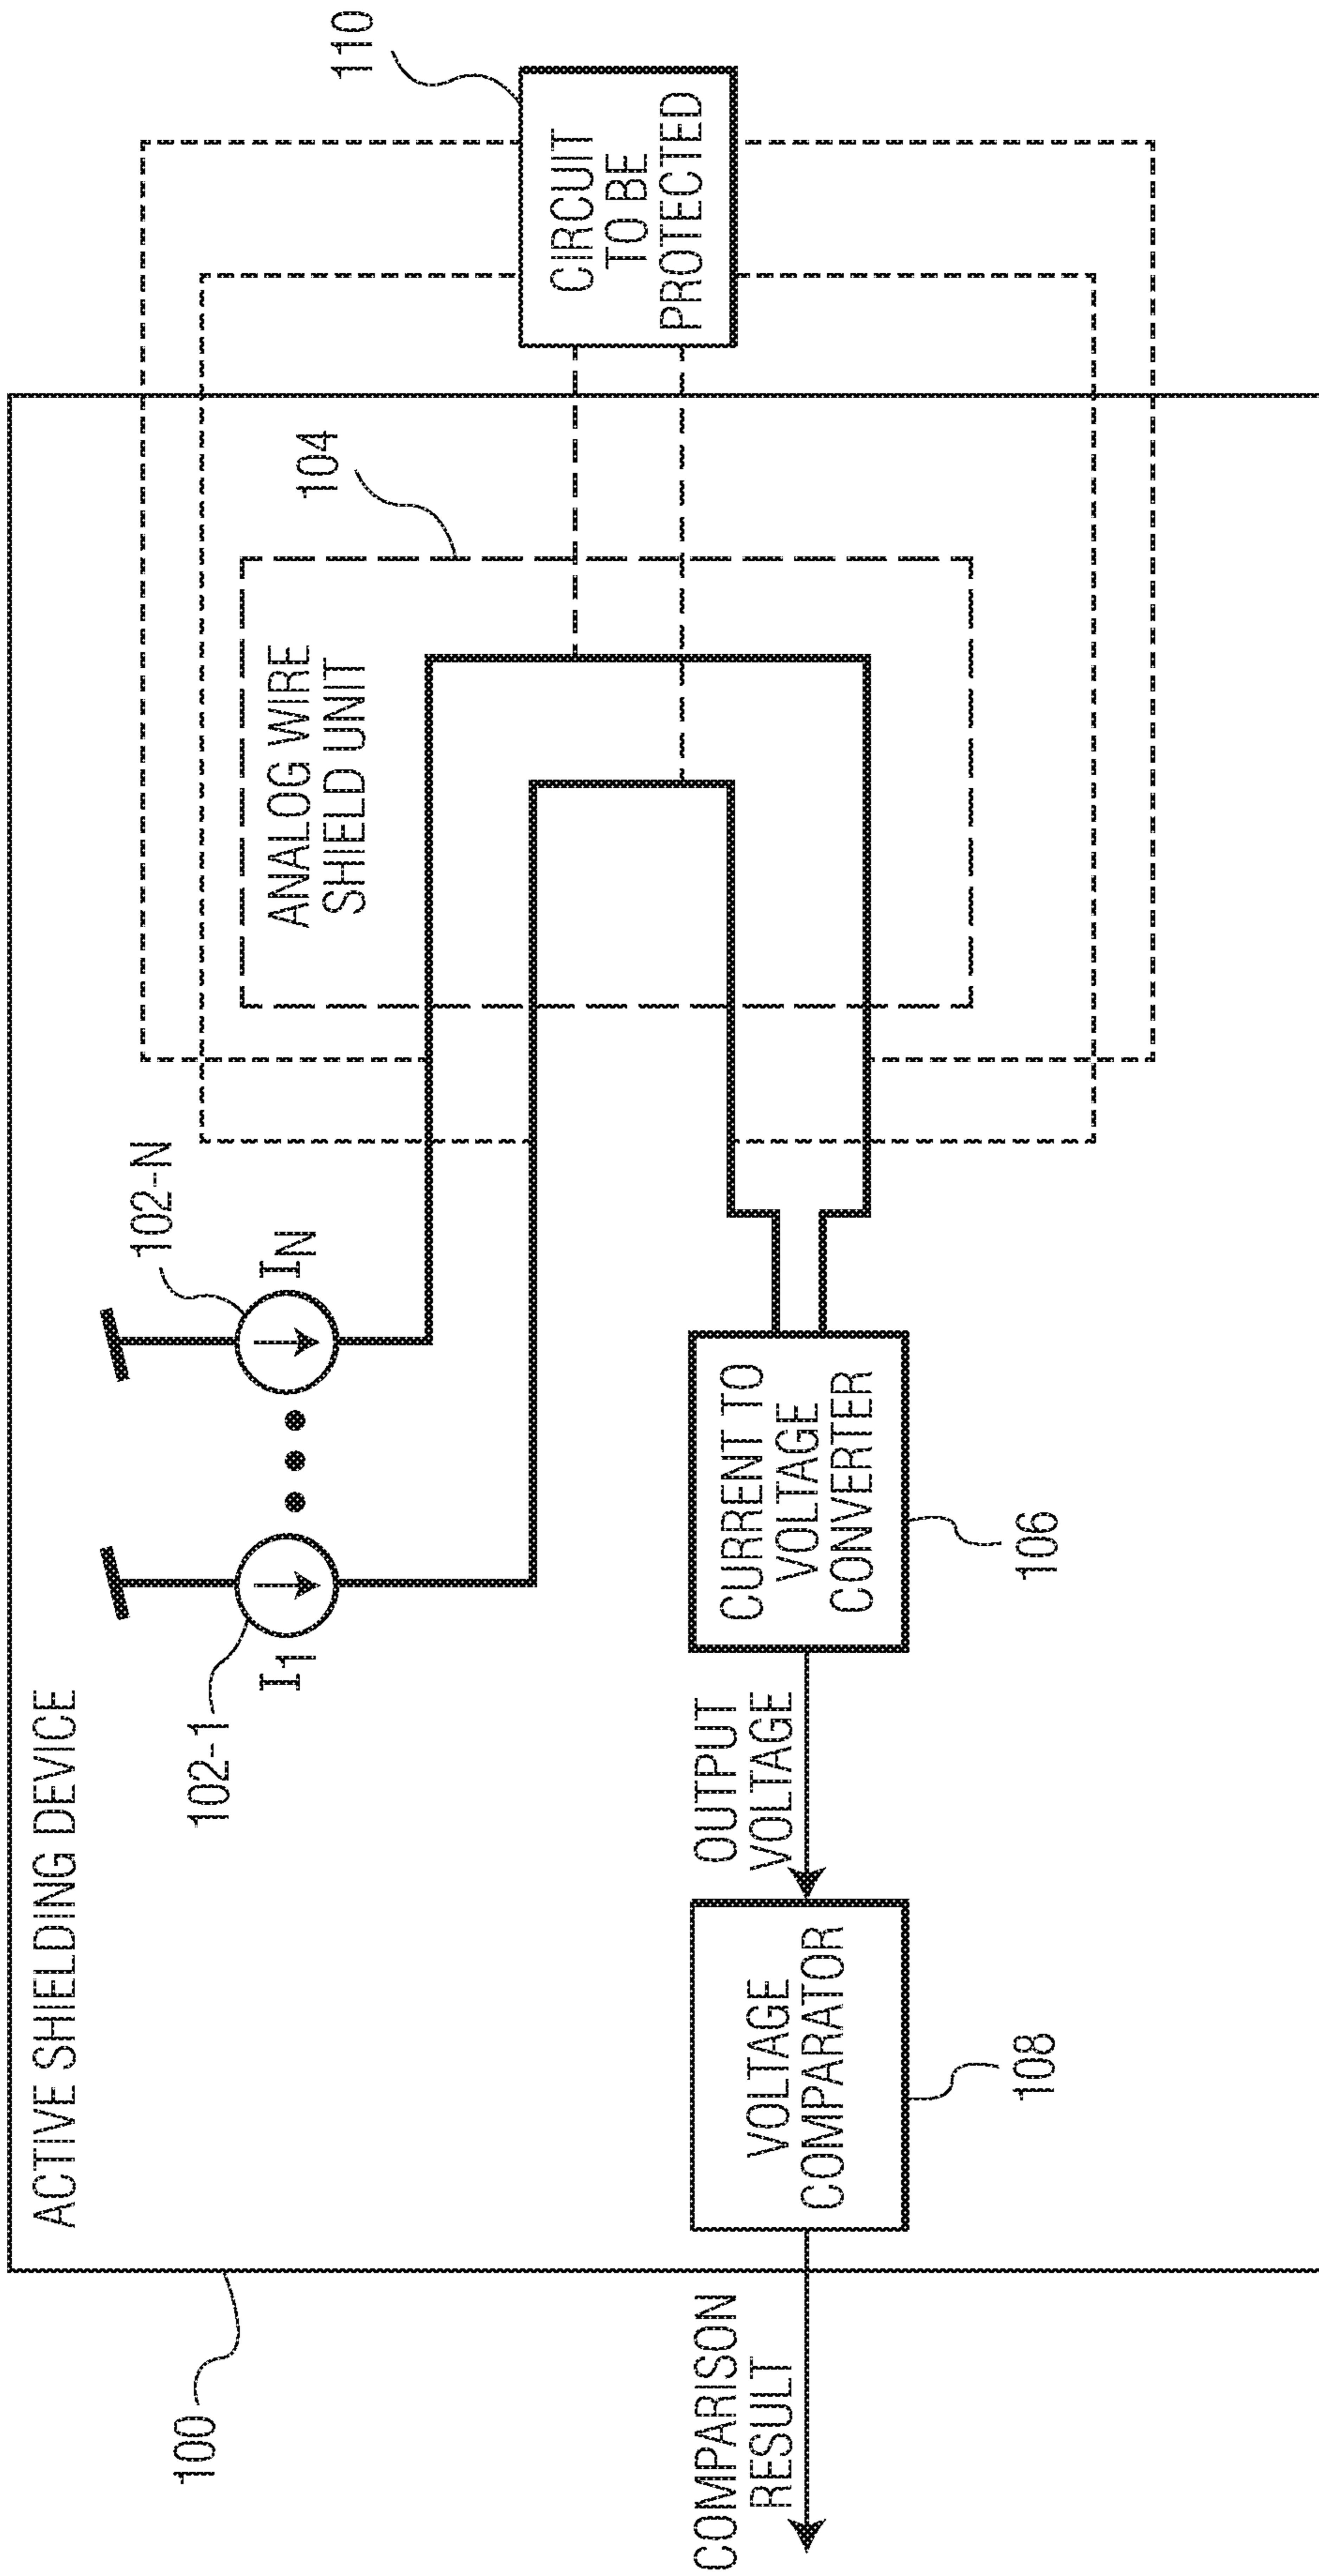 ACTIVE SHIELDING DEVICE
100
102-1
I1
102-N
IN
ANALOG WIRE
SHIELD UNIT
104
110
CIRCUIT
TO BE
PROTECTED
COMPARISON
RESULT
VOLTAGE
COMPARATOR
108
OUTPUT
VOLTAGE
CURRENT TO
VOLTAGE
CONVERTER
106